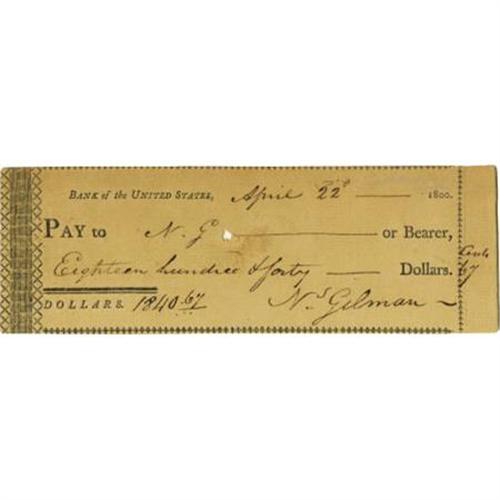 BANK of the UNITED STATES, April 22d 1800.
PAY to N. G or Bearer,
Eighteen hundred & forty Dollars. Cents 67
DOLLARS. 1840.67 Ns Gilman